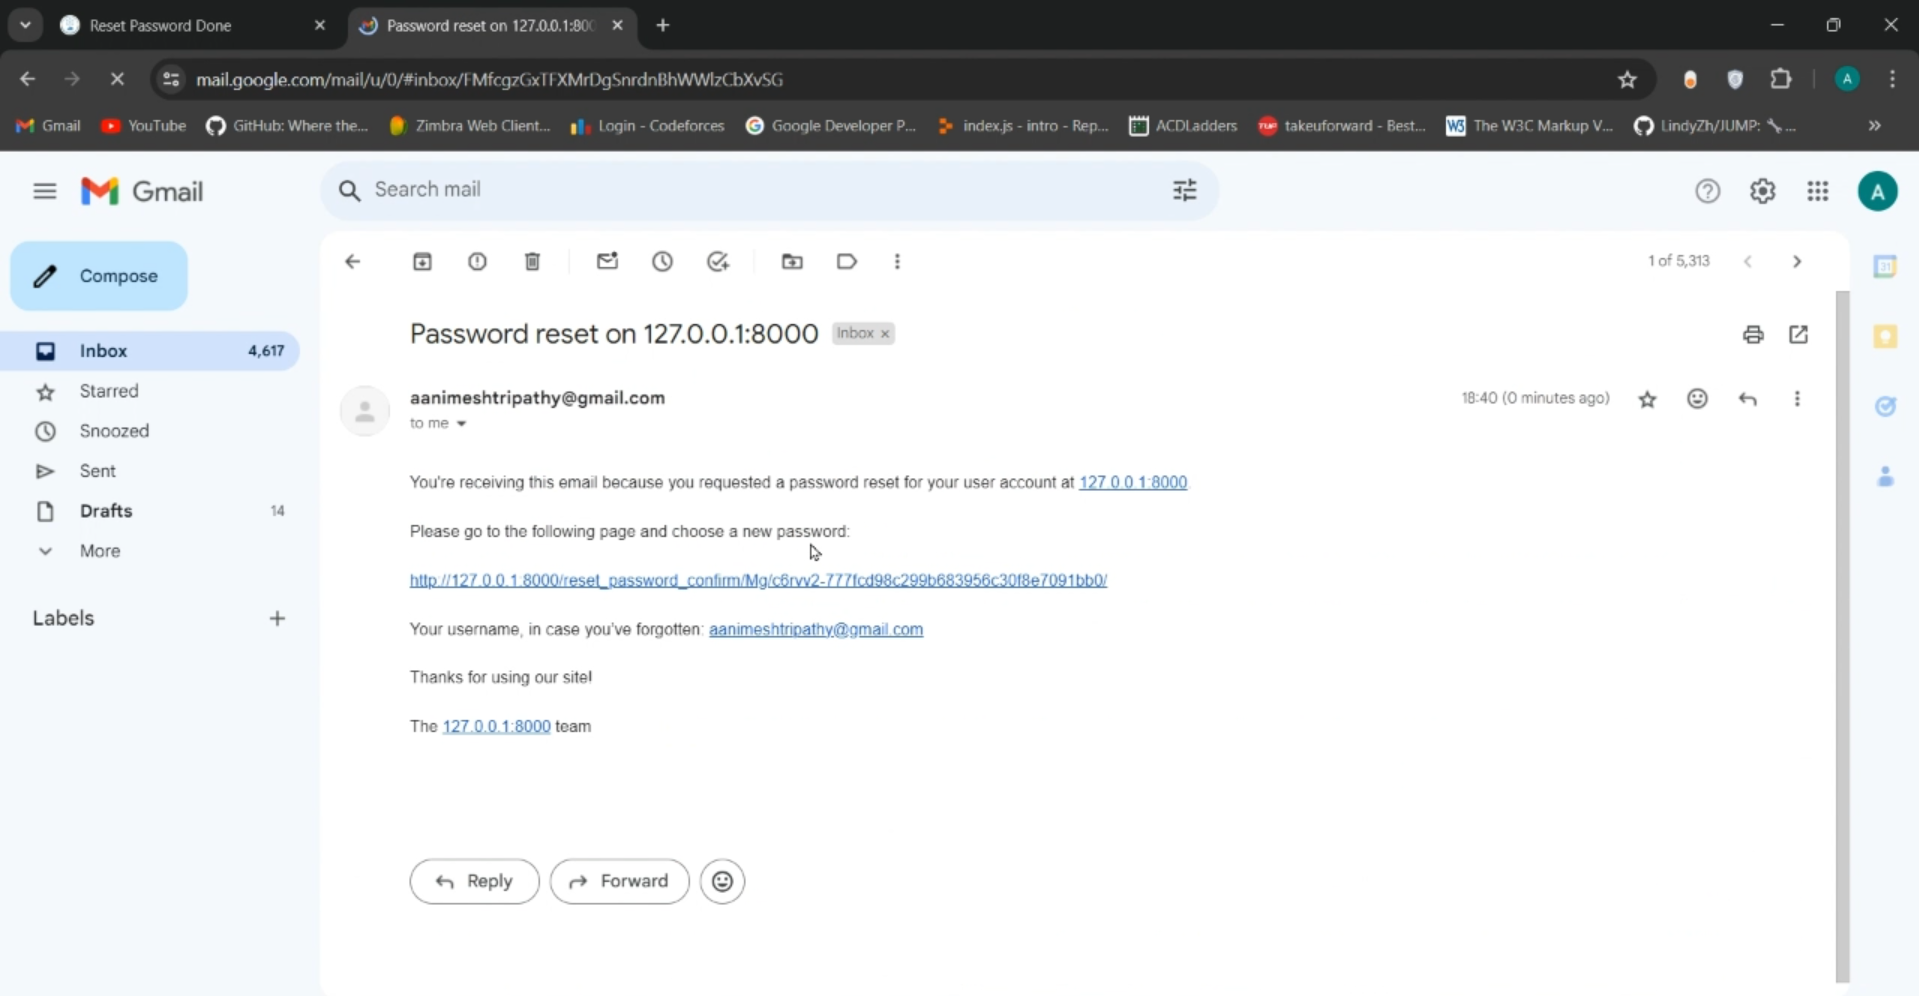 Reset Password Done
Password reset on 127.0.0.1:800
mail.google.com/mail/u/0/#inbox/FMfcgzGxTFXMrDgSnrdnBhWWlzCbXvSG
A
Gmail
YouTube
GitHub: Where the...
Zimbra Web Client...
Login - Codeforces
Google Developer P...
index.js - intro - Rep...
ACDLadders
takeuforward - Best...
The W3C Markup V...
LindyZh/JUMP: ...
Gmail
Search mail
A
Compose
1 of 5,313
Password reset on 127.0.0.1:8000 Inbox
Inbox 4,617
Starred
Snoozed
Sent
Drafts 14
More
Labels
aanimeshtripathy@gmail.com
18:40 (0 minutes ago)
to me
You're receiving this email because you requested a password reset for your user account at 127.0.0.1:8000
Please go to the following page and choose a new password:
http://127.0.0.1:8000/reset_password_confirm/Mg/c6rvv2-777fcd98c299b683956c30f8e7091bb0/
Your username, in case you've forgotten: aanimeshtripathy@gmail.com
Thanks for using our site!
The 127.0.0.1:8000 team
Reply
Forward